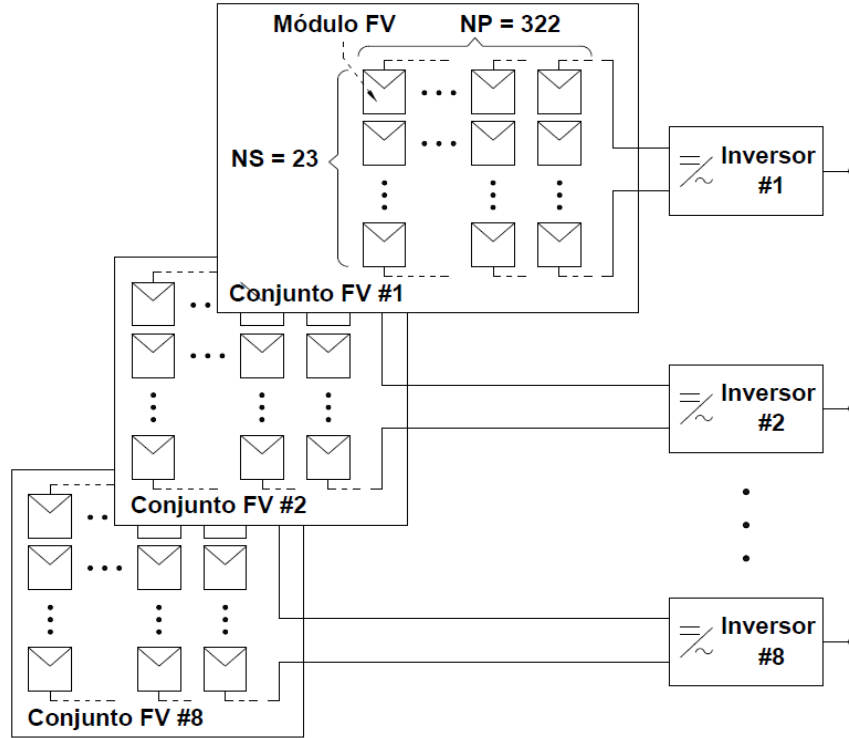 Módulo FV NP = 322
NS = 23
Inversor
#1
Conjunto FV #1
Inversor
#2
Conjunto FV #2
Inversor
#8
Conjunto FV #8